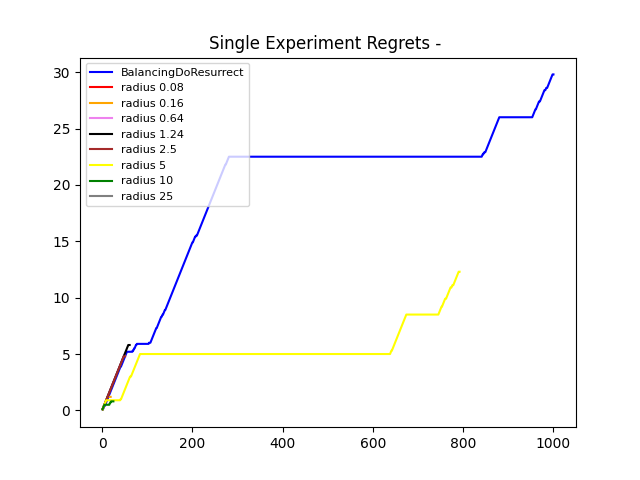 Single Experiment Regrets -
30
25
20
15
10
5
0
BalancingDoResurrect
radius 0.08
radius 0.16
radius 0.64
radius 1.24
radius 2.5
radius 5
radius 10
radius 25
0 200 400 600 800 1000